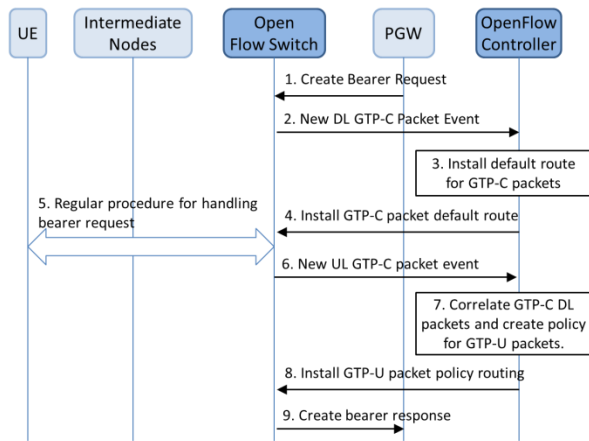 UE
Intermediate
Nodes
Open
Flow Switch
PGW
OpenFlow
Controller
1. Create Bearer Request
2. New DL GTP-C Packet Event
3. Install default route
for GTP-C packets
5. Regular procedure for handling
bearer request
4. Install GTP-C packet default route
6. New UL GTP-C packet event
7. Correlate GTP-C DL
packets and create policy
for GTP-U packets.
8. Install GTP-U packet policy routing
9. Create bearer response